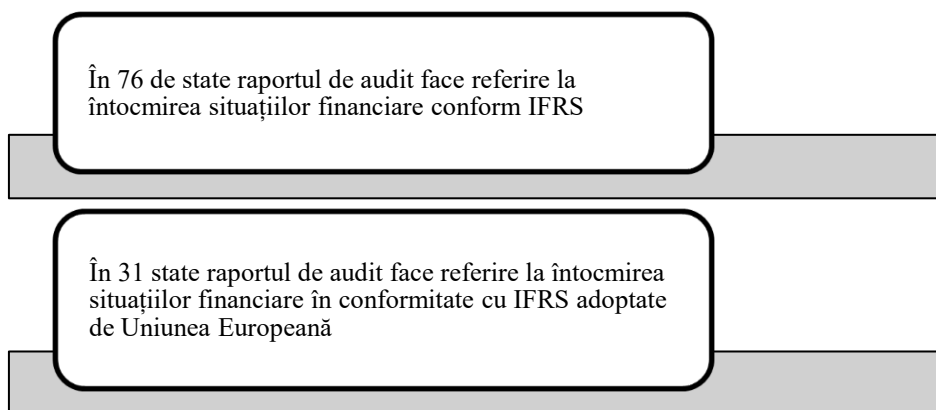 În 76 de state raportul de audit face referire la
întocmirea situațiilor financiare conform IFRS
În 31 state raportul de audit face referire la întocmirea
situațiilor financiare în conformitate cu IFRS adoptate
de Uniunea Europeană